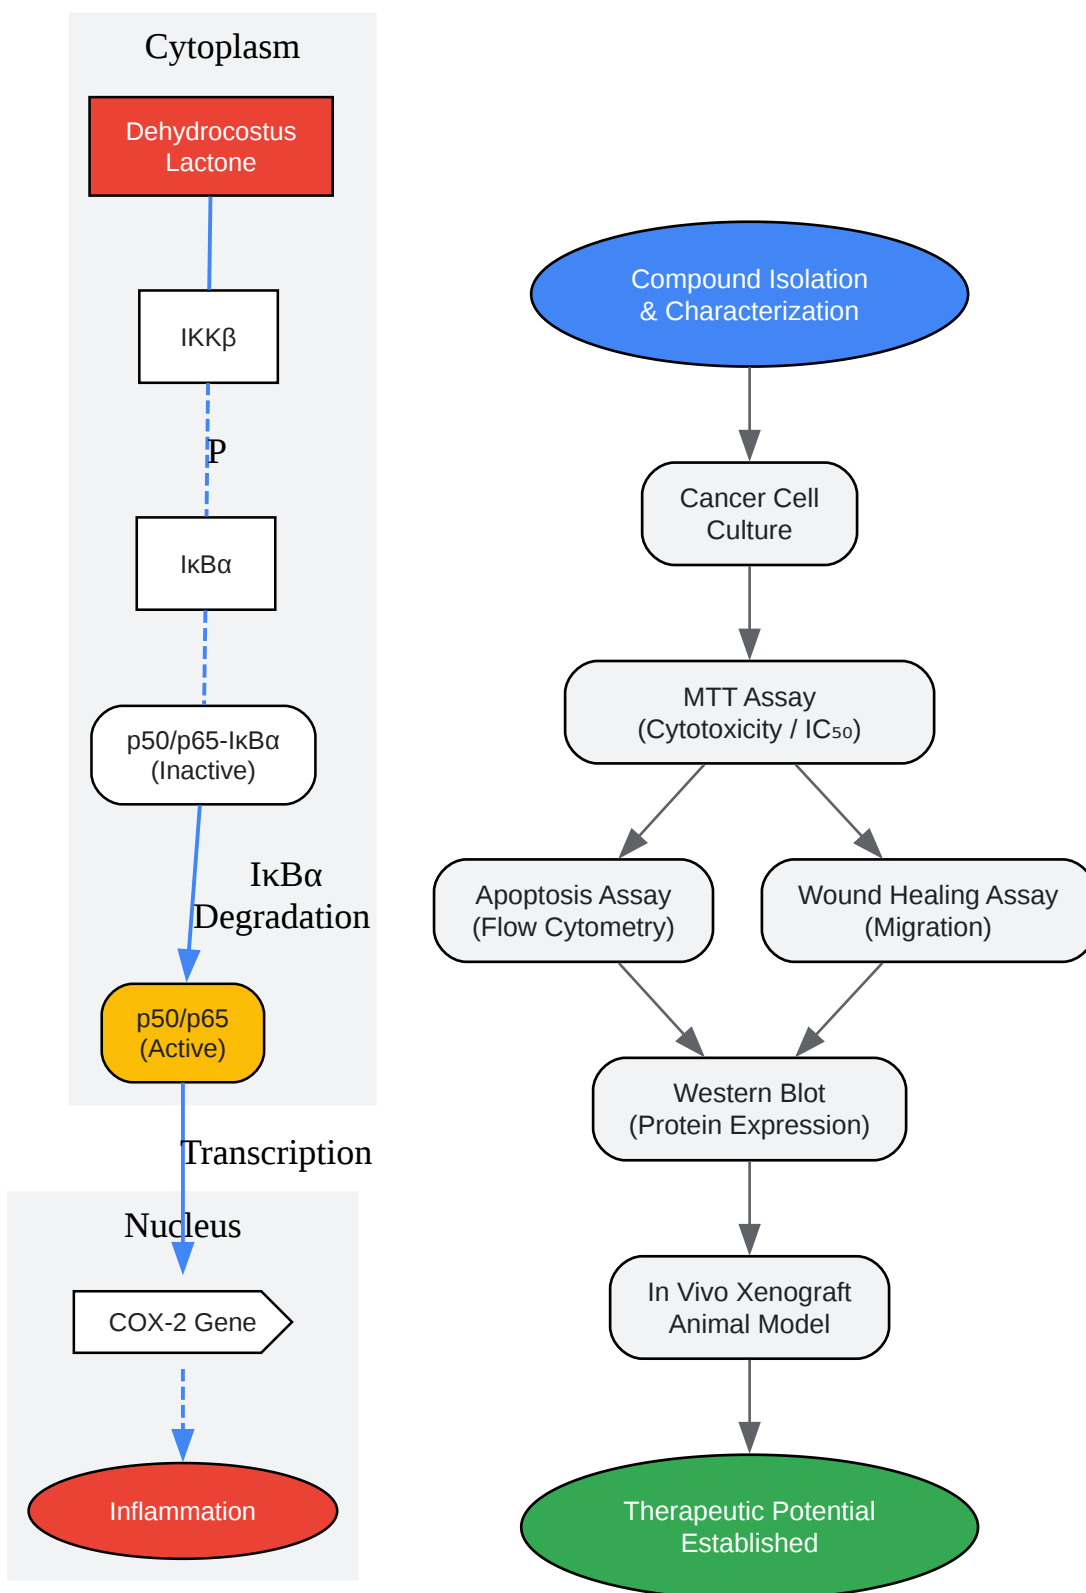 Cytoplasm
Dehydrocostus
Lactone
IKKβ
P
IκBα
p50/p65-IκBα
(Inactive)
IκBα
Degradation
p50/p65
(Active)
Transcription
Nucleus
COX-2 Gene
Inflammation
Compound Isolation
& Characterization
Cancer Cell
Culture
MTT Assay
(Cytotoxicity / IC₅₀)
Apoptosis Assay
(Flow Cytometry)
Wound Healing Assay
(Migration)
Western Blot
(Protein Expression)
In Vivo Xenograft
Animal Model
Therapeutic Potential
Established